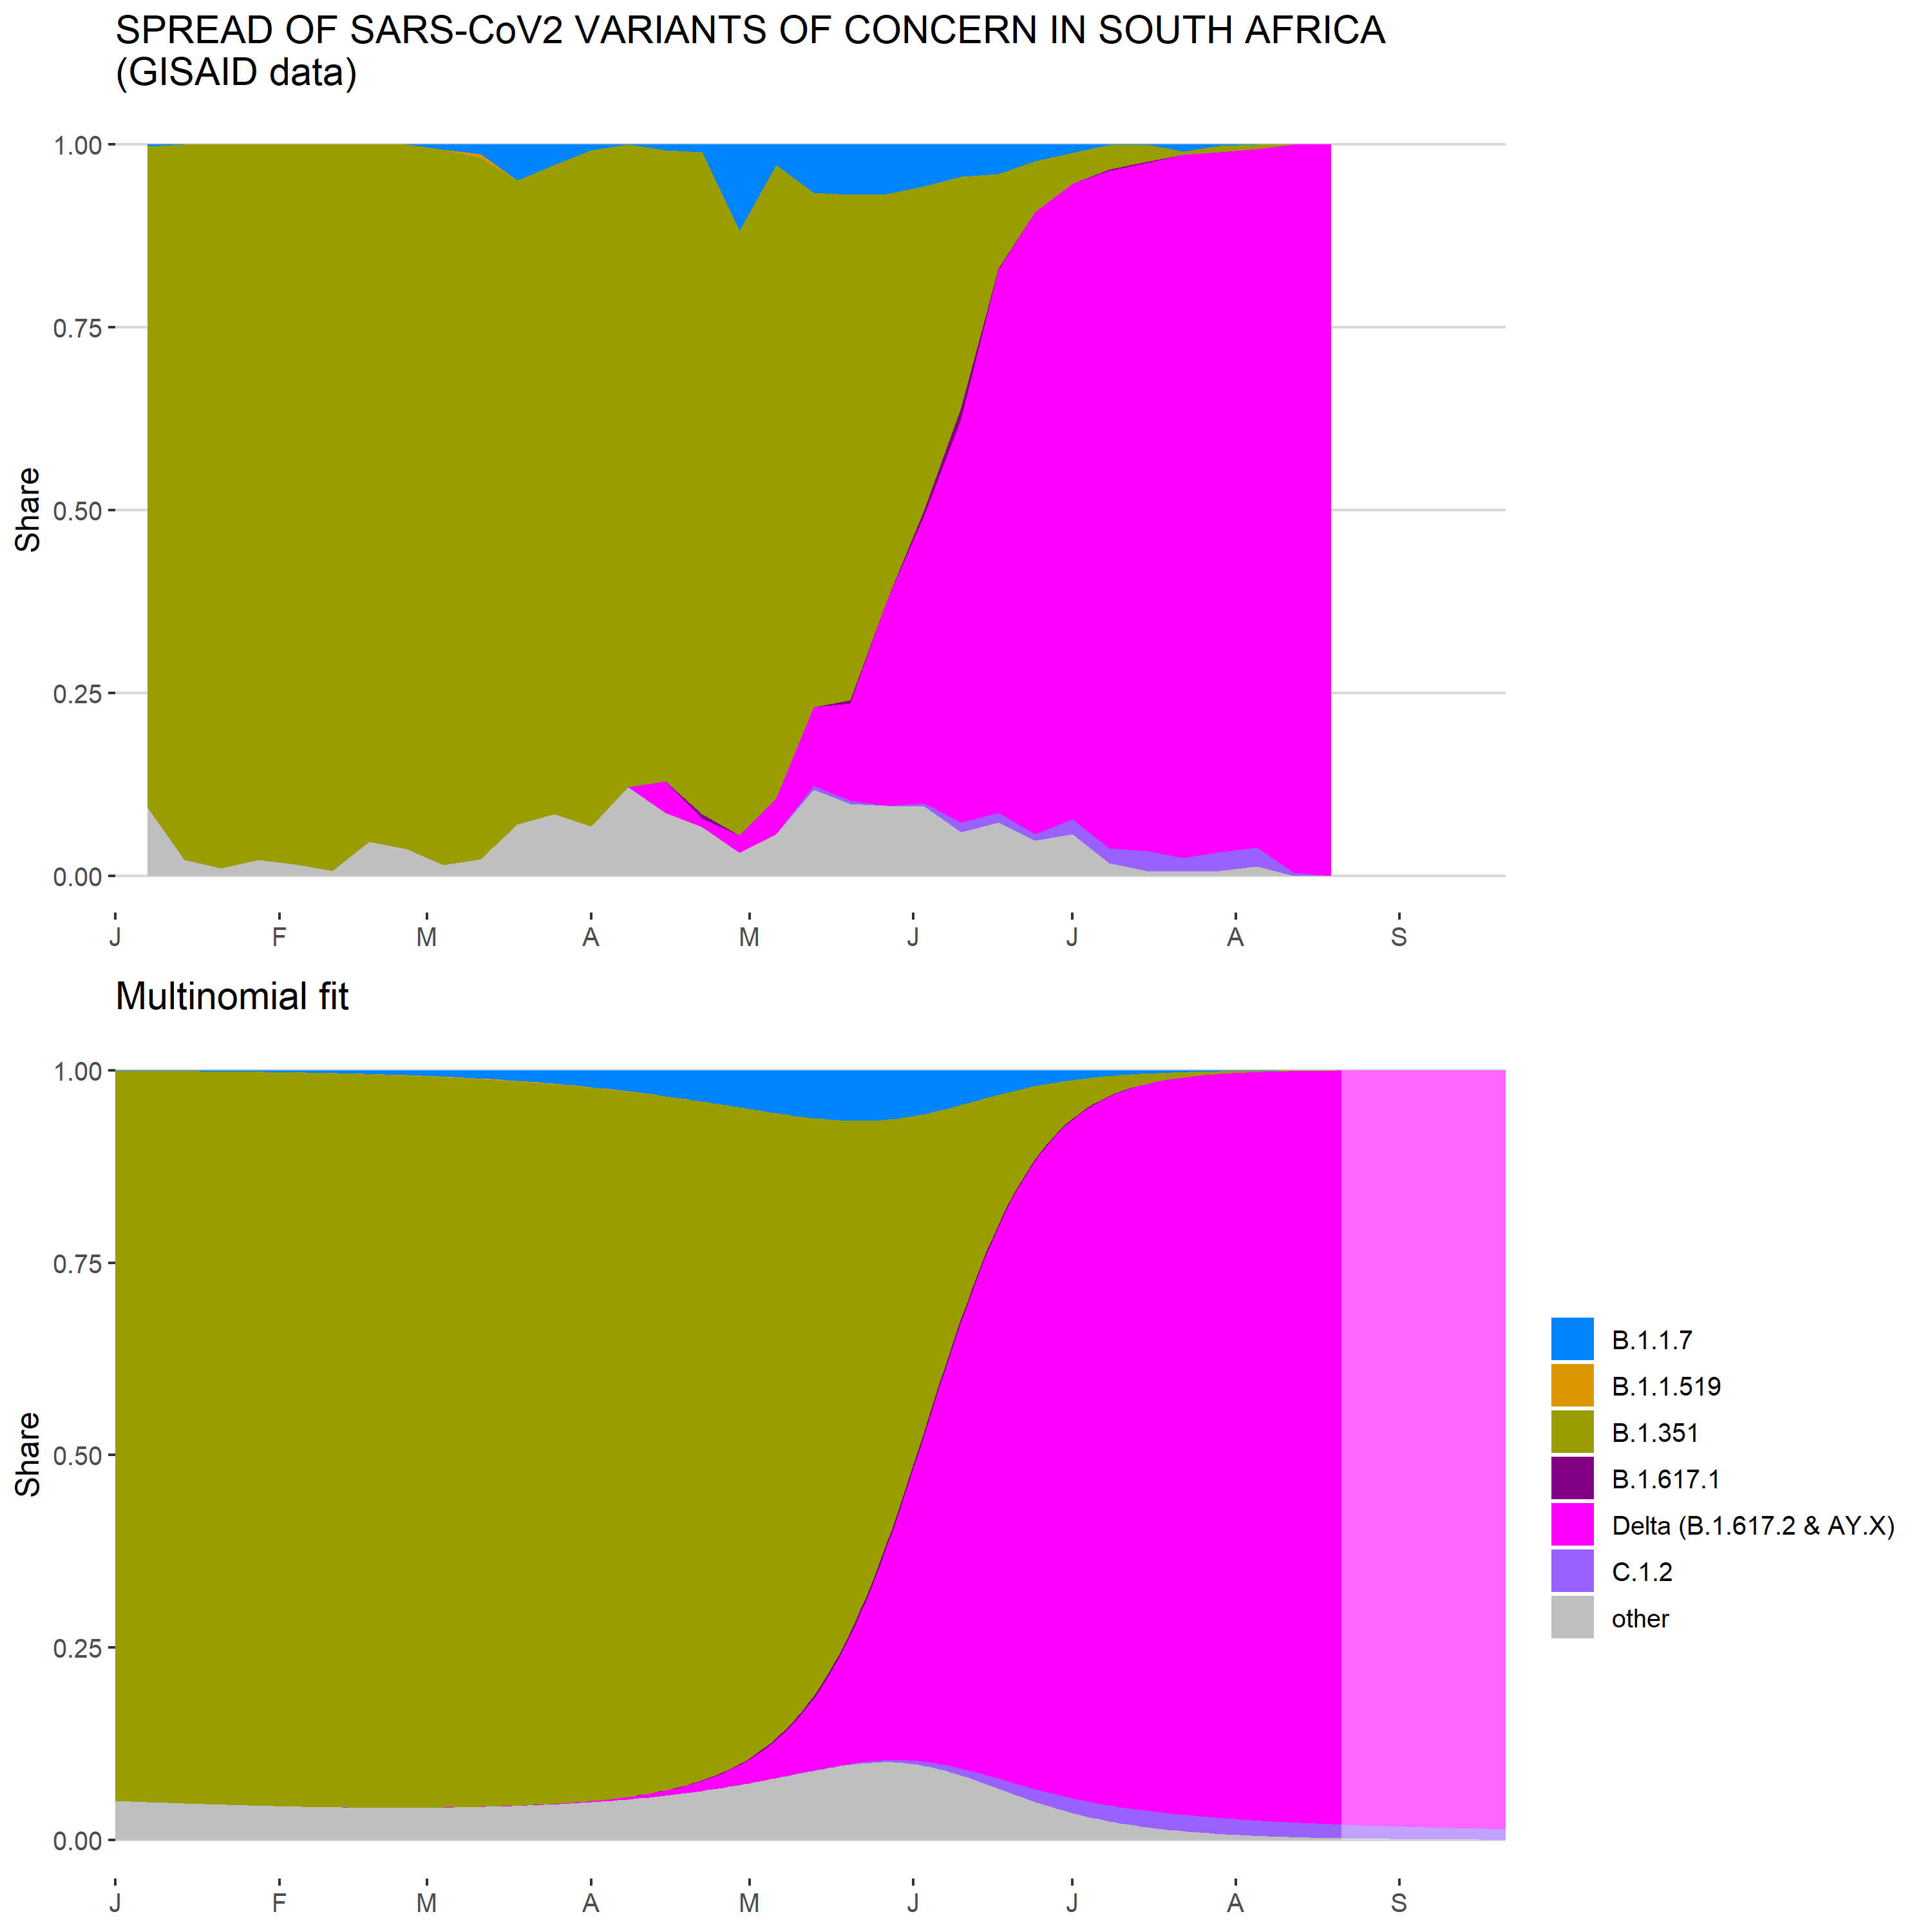 SPREAD OF SARS-CoV2 VARIANTS OF CONCERN IN SOUTH AFRICA
(GISAID data)
1.00
0.75
0.50
0.25
0.00
Share
J F M A M J J A S
Multinomial fit
1.00
0.75
0.50
0.25
0.00
Share
J F M A M J J A S
B.1.1.7
B.1.1.519
B.1.351
B.1.617.1
Delta (B.1.617.2 & AY.X)
C.1.2
other